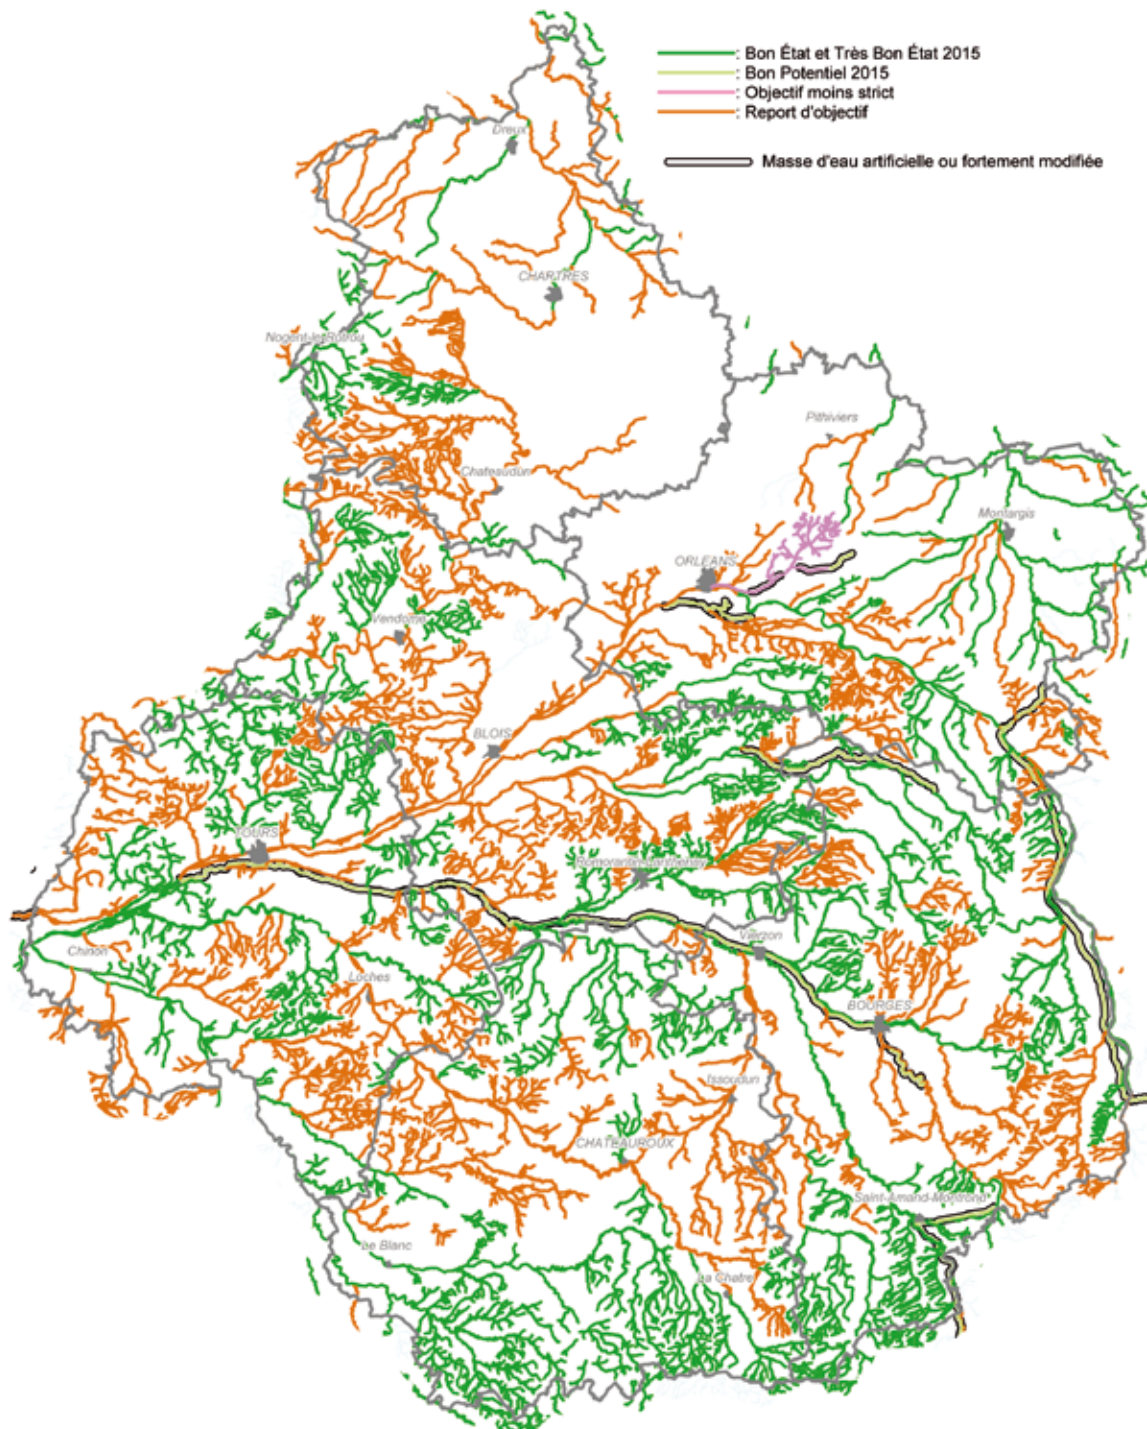 : Bon État et Très Bon État 2015
: Bon Potentiel 2015
: Objectif moins strict
: Report d'objectif
Masse d'eau artificielle ou fortement modifiée
Dreux
CHARTRES
Nogent-le Rotrou
Pithiviers
Chateaudun
Montargis
ORLEANS
Vendome
BLOIS
TOURS
Romorantin-Lanthenay
Vierzon
Chinon
Loches
BOURGES
Issoudun
CHATEAUROUX
Saint-Amand-Montrond
Le Blanc
La Chatre